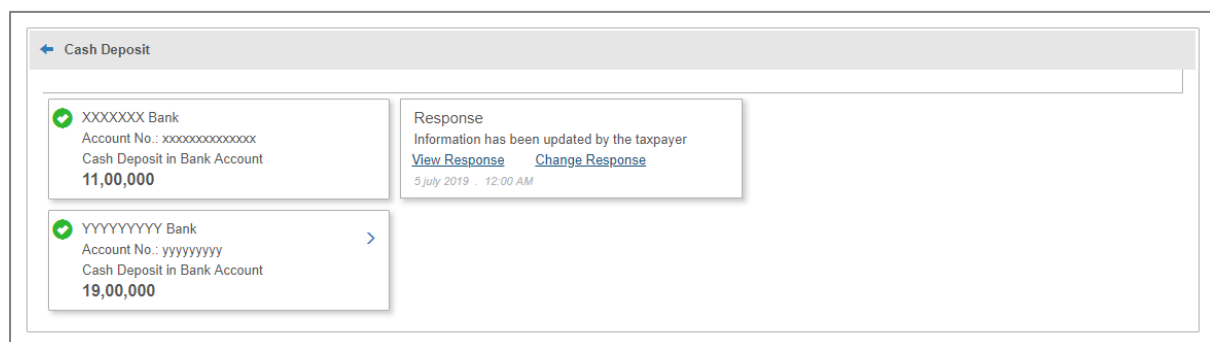 Cash Deposit
XXXXXXX Bank
Account No.: xxxxxxxxxxxxxx
Cash Deposit in Bank Account
11,00,000
Response
Information has been updated by the taxpayer
View Response Change Response
5 july 2019 . 12:00 AM
YYYYYYYYY Bank
Account No.: yyyyyyyyy
Cash Deposit in Bank Account
19,00,000